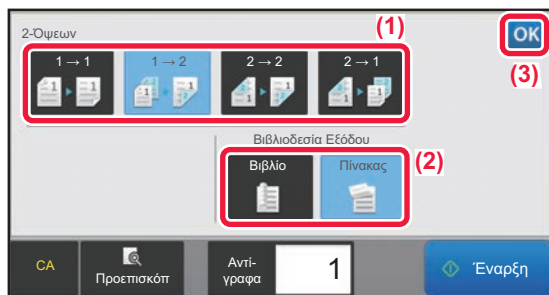 2-Όψεων
(1)
OK
1 → 1
1 → 2
2 → 2
2 → 1
(3)
Βιβλιοδεσία Εξόδου
Βιβλίο
Πίνακας
(2)
CA
Προεπισκόπ
Αντί-
γραφα
1
Έναρξη